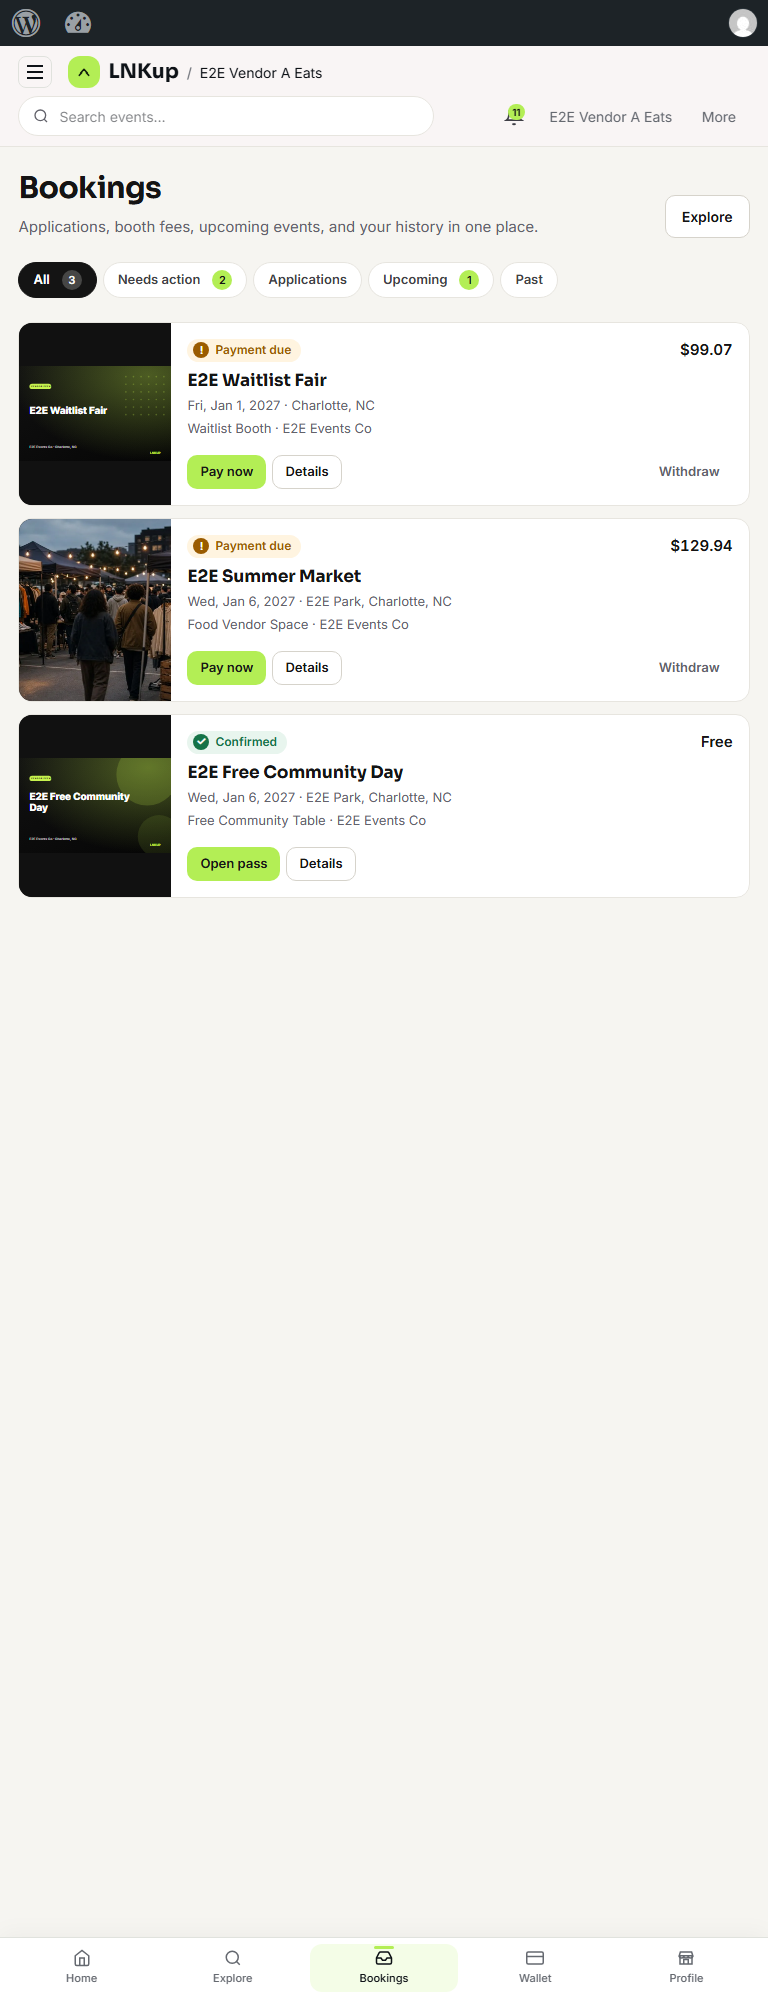 LNKup / E2E Vendor A Eats
Search events...
11
E2E Vendor A Eats
More
Bookings
Applications, booth fees, upcoming events, and your history in one place.
Explore
All 3
Needs action 2
Applications
Upcoming 1
Past
E2E Waitlist Fair
LNKUP
! Payment due
$99.07
E2E Waitlist Fair
Fri, Jan 1, 2027 · Charlotte, NC
Waitlist Booth · E2E Events Co
Pay now
Details
Withdraw
! Payment due
$129.94
E2E Summer Market
Wed, Jan 6, 2027 · E2E Park, Charlotte, NC
Food Vendor Space · E2E Events Co
Pay now
Details
Withdraw
E2E Free Community
Day
LNKUP
Confirmed
Free
E2E Free Community Day
Wed, Jan 6, 2027 · E2E Park, Charlotte, NC
Free Community Table · E2E Events Co
Open pass
Details
Home
Explore
Bookings
Wallet
Profile